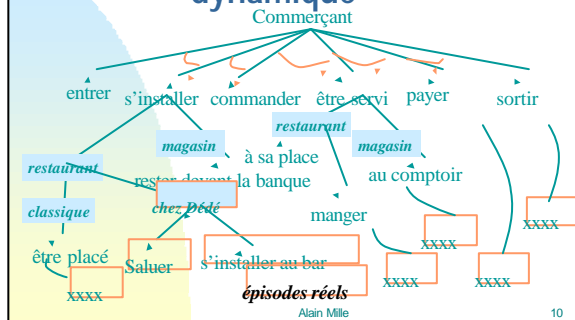 dynamique
Commerçant
entrer s'installer commander être servi payer sortir
restaurant
magasin magasin
à sa place
restaurant rester devant la banque au comptoir
chez Dédé
classique manger
xxxx
xxxx
être placé Saluer s'installer au bar
xxxx xxxx xxxx
épisodes réels
Alain Mille 10